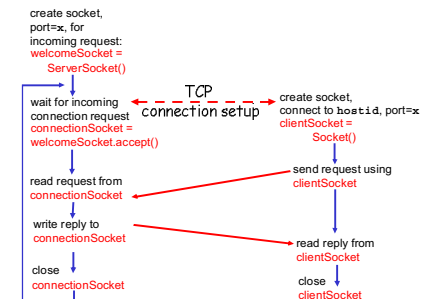 create socket,
port=x, for
incoming request:
welcomeSocket =
ServerSocket()
wait for incoming
connection request
connectionSocket =
welcomeSocket.accept()
TCP
connection setup
create socket,
connect to hostid, port=x
clientSocket =
Socket()
read request from
connectionSocket
send request using
clientSocket
write reply to
connectionSocket
read reply from
clientSocket
close
connectionSocket
close
clientSocket